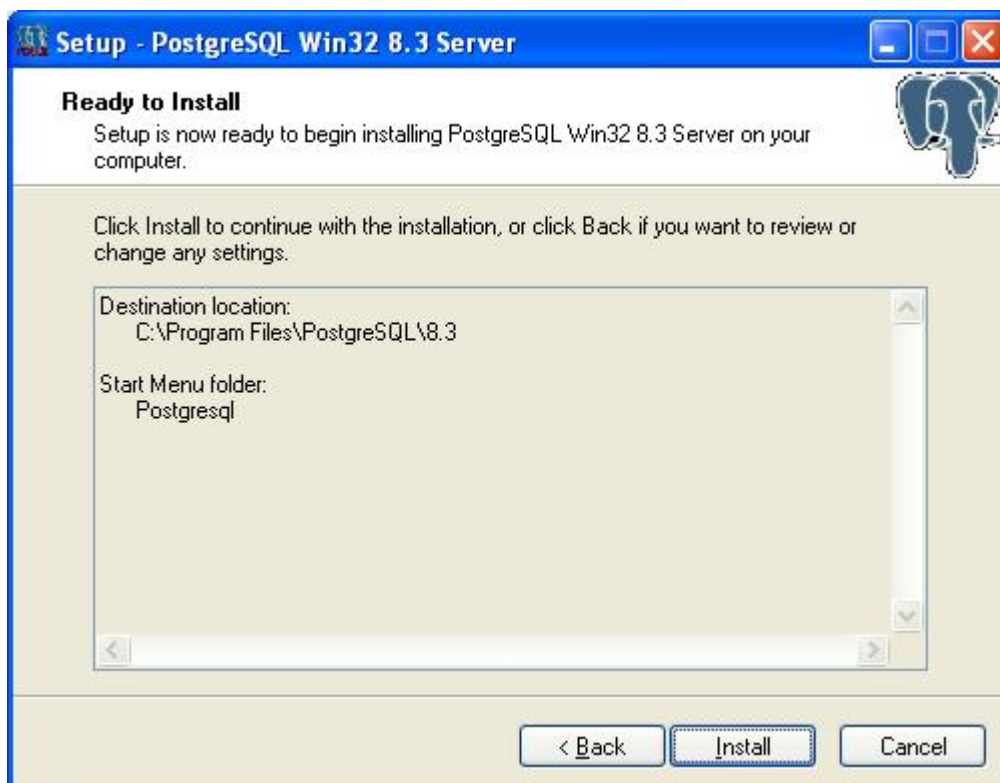 Setup - PostgreSQL Win32 8.3 Server
Ready to Install
Setup is now ready to begin installing PostgreSQL Win32 8.3 Server on your
computer.
Click Install to continue with the installation, or click Back if you want to review or
change any settings.
Destination location:
C:\Program Files\PostgreSQL\8.3
Start Menu folder:
Postgresql
< Back
Install
Cancel